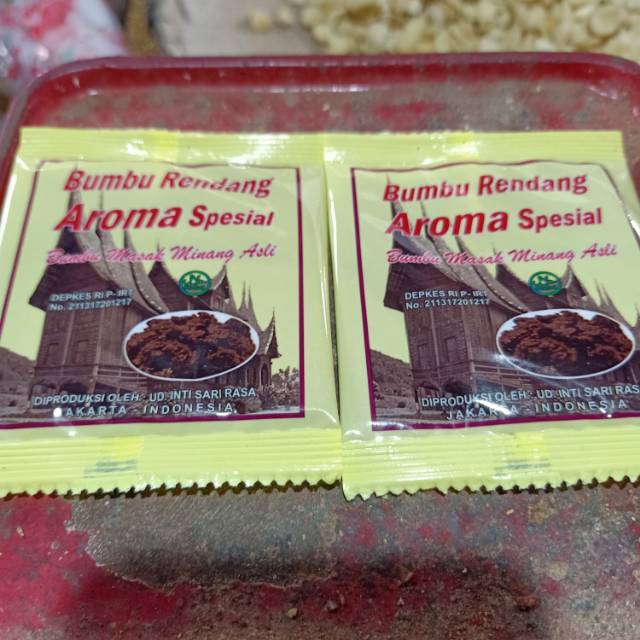 Bumbu Rendang
Aroma Spesial
Bumbu Masak Minang Asli
DEPKES RI P-IRT
No. 211317201217
DIPRODUKSI OLEH : UD. INTI SARI RASA
JAKARTA - INDONESIA
Bumbu Rendang
Aroma Spesial
Bumbu Masak Minang Asli
DEPKES RI P-IRT
No. 211317201217
DIPRODUKSI OLEH : UD. INTI SARI RASA
JAKARTA - INDONESIA